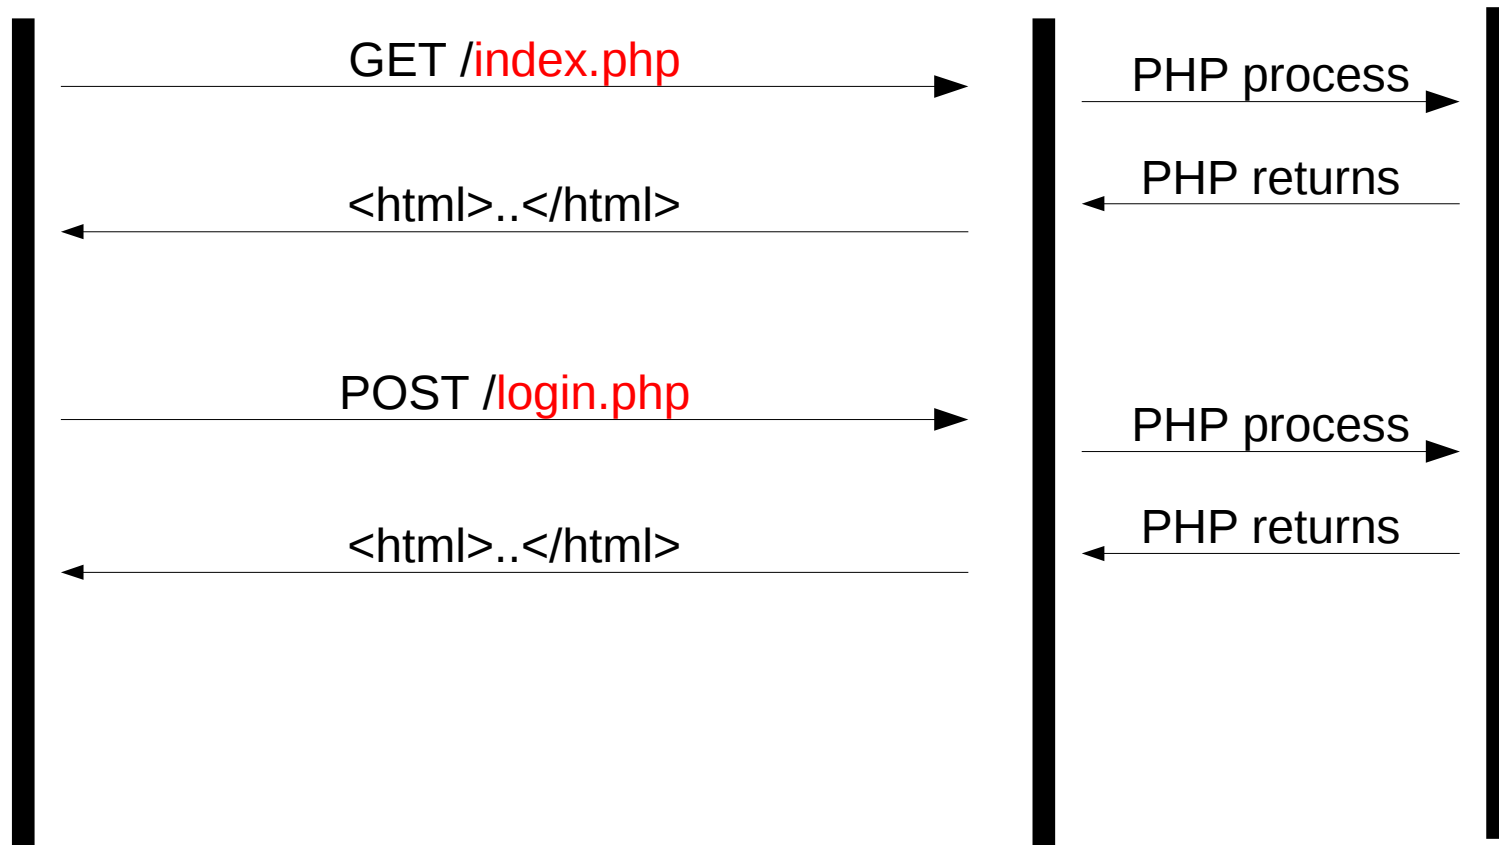 GET /index.php
PHP process
PHP returns
<html>..</html>
POST /login.php
PHP process
PHP returns
<html>..</html>